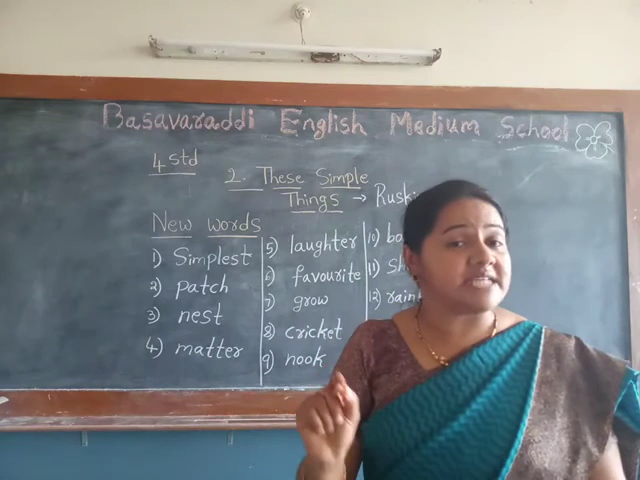 Basavaraddi English Medium School
4 std
2. These Simple
Things → Ruski
New words
1) Simplest
2) patch
3) nest
4) matter
5) laughter
6) favourite
7) grow
8) cricket
9) nook
10)
11)
12)